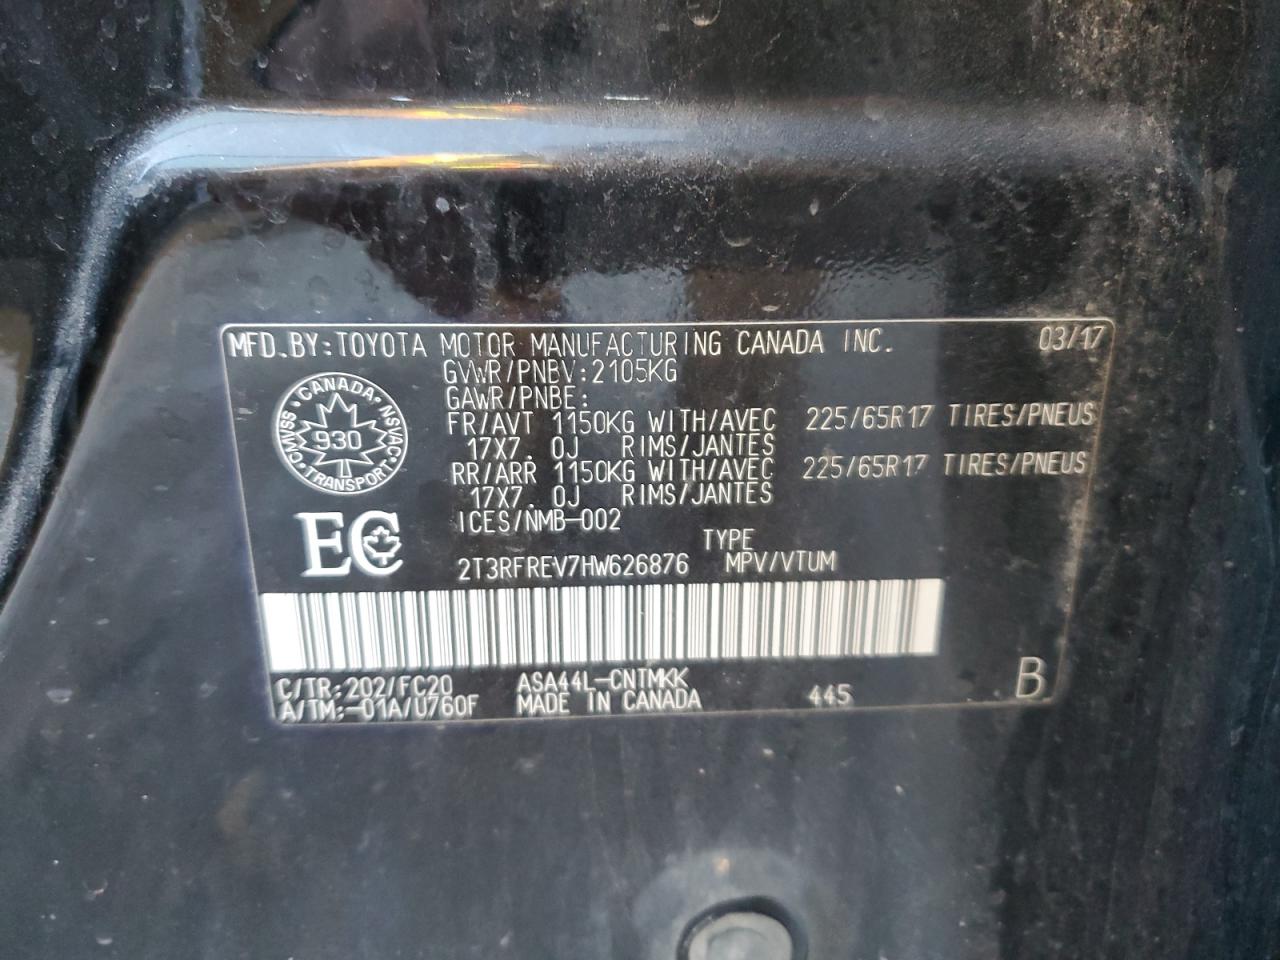 MFD.BY:TOYOTA MOTOR MANUFACTURING CANADA INC. 03/17
GVWR/PNBV:2105KG
GAWR/PNBE:
FR/AVT 1150KG WITH/AVEC 225/65R17 TIRES/PNEUS
17X7. 0J RIMS/JANTES
RR/ARR 1150KG WITH/AVEC 225/65R17 TIRES/PNEUS
17X7. 0J RIMS/JANTES
ICES/NMB-002
CANADA
CMVSS 930 NSVAC
TRANSPORT
EC
TYPE
2T3RFREV7HW626876 MPV/VTUM
C/TR:202/FC20 ASA44L-CNTMKK
A/TM:-01A/U760F MADE IN CANADA 445 B